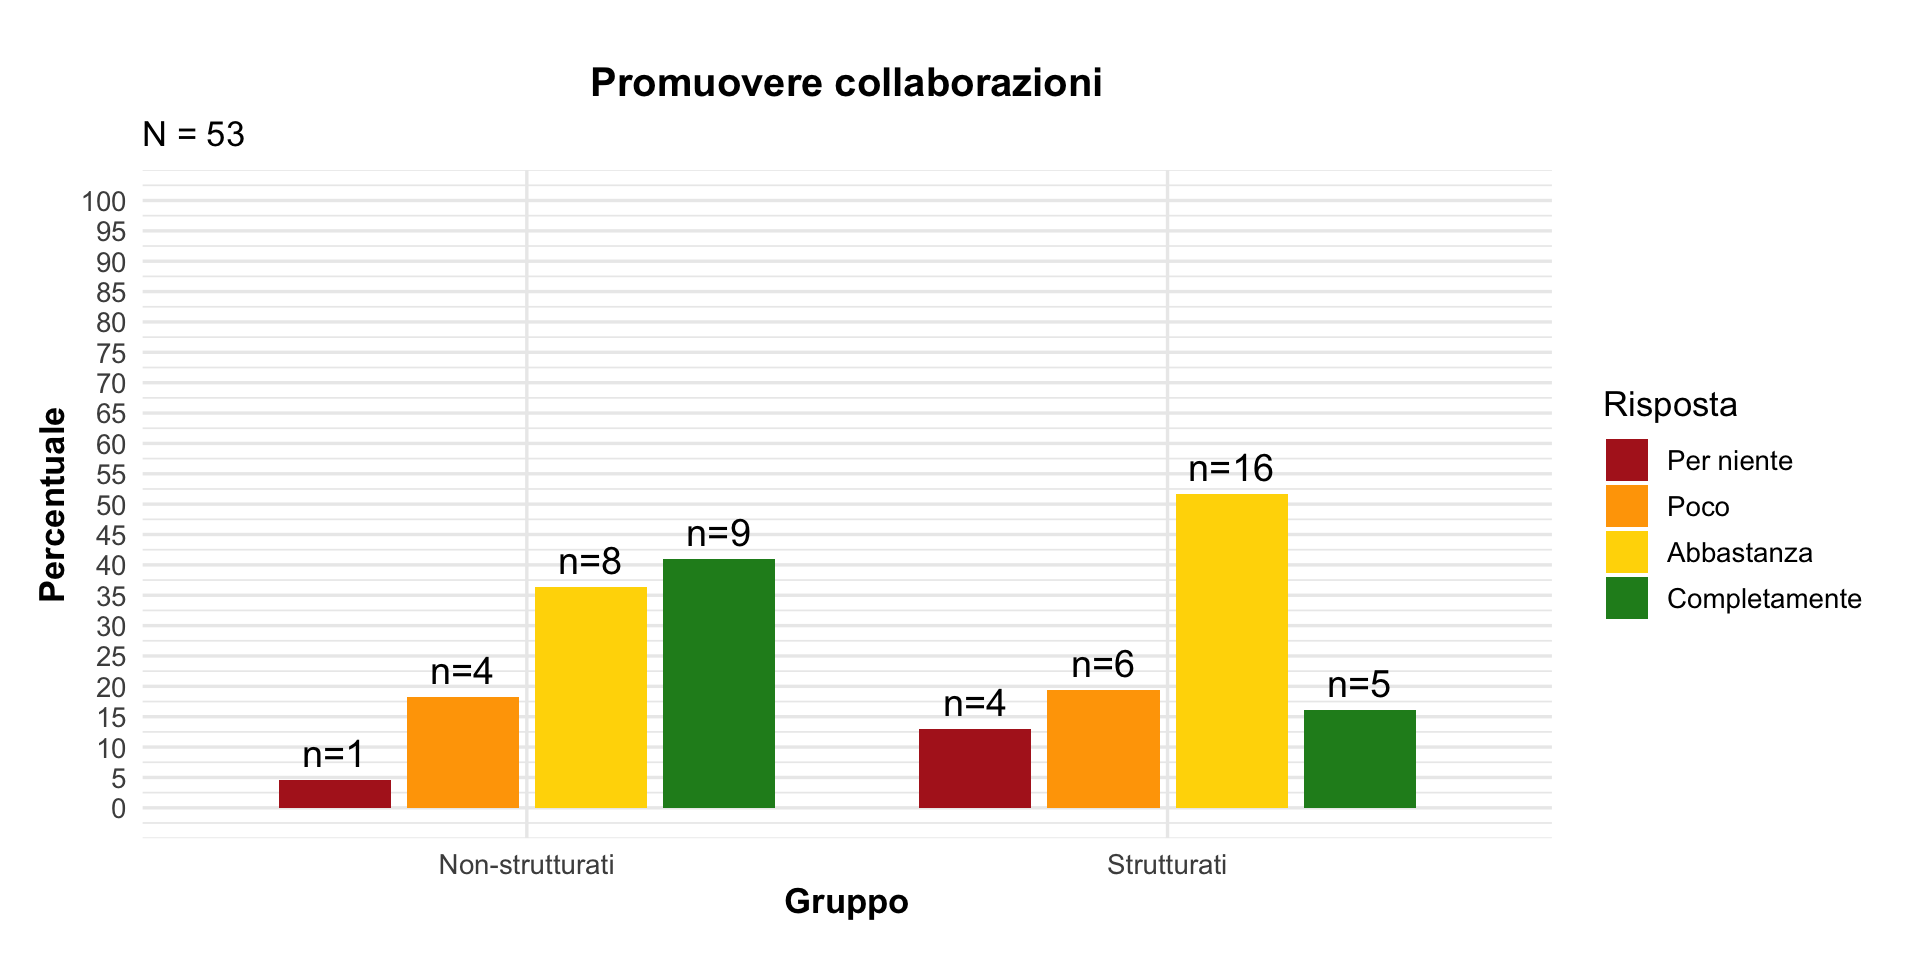 Promuovere collaborazioni
N = 53
Percentuale
100
95
90
85
80
75
70
65
60
55
50
45
40
35
30
25
20
15
10
5
0
n=1
n=4
n=8
n=9
n=4
n=6
n=16
n=5
Non-strutturati
Strutturati
Gruppo
Risposta
Per niente
Poco
Abbastanza
Completamente